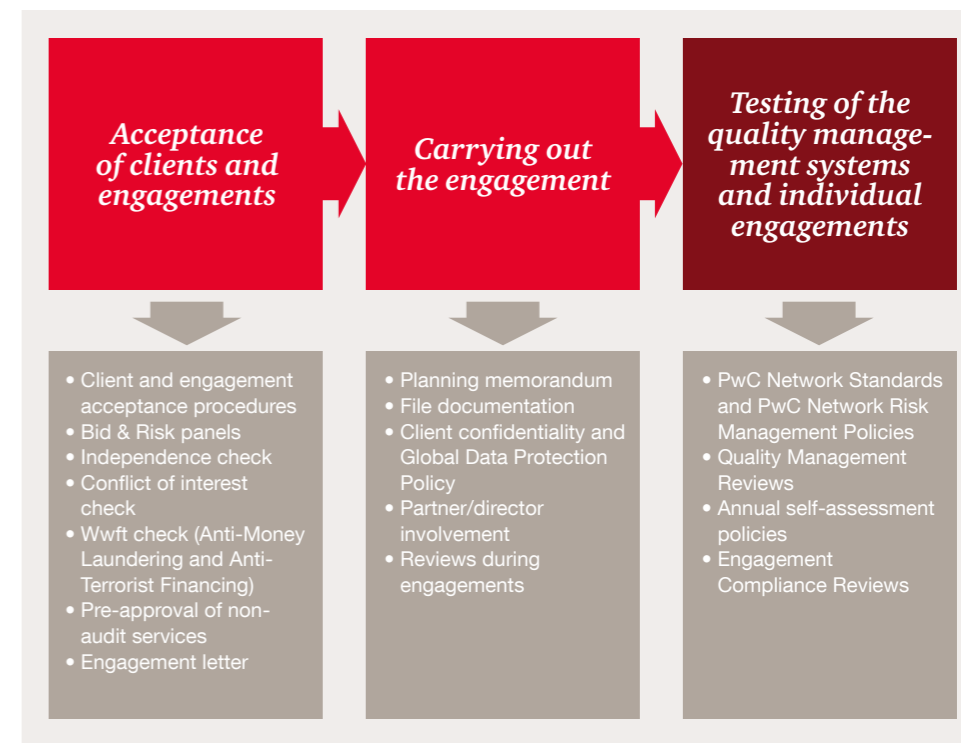 Acceptance
of clients and
engagements
Carrying out
the engagement
Testing of the
quality manage-
ment systems
and individual
engagements
• Client and engagement
acceptance procedures
• Bid & Risk panels
• Independence check
• Conflict of interest
check
• Wwft check (Anti-Money
Laundering and Anti-
Terrorist Financing)
• Pre-approval of non-
audit services
• Engagement letter
• Planning memorandum
• File documentation
• Client confidentiality and
Global Data Protection
Policy
• Partner/director
involvement
• Reviews during
engagements
• PwC Network Standards
and PwC Network Risk
Management Policies
• Quality Management
Reviews
• Annual self-assessment
policies
• Engagement
Compliance Reviews